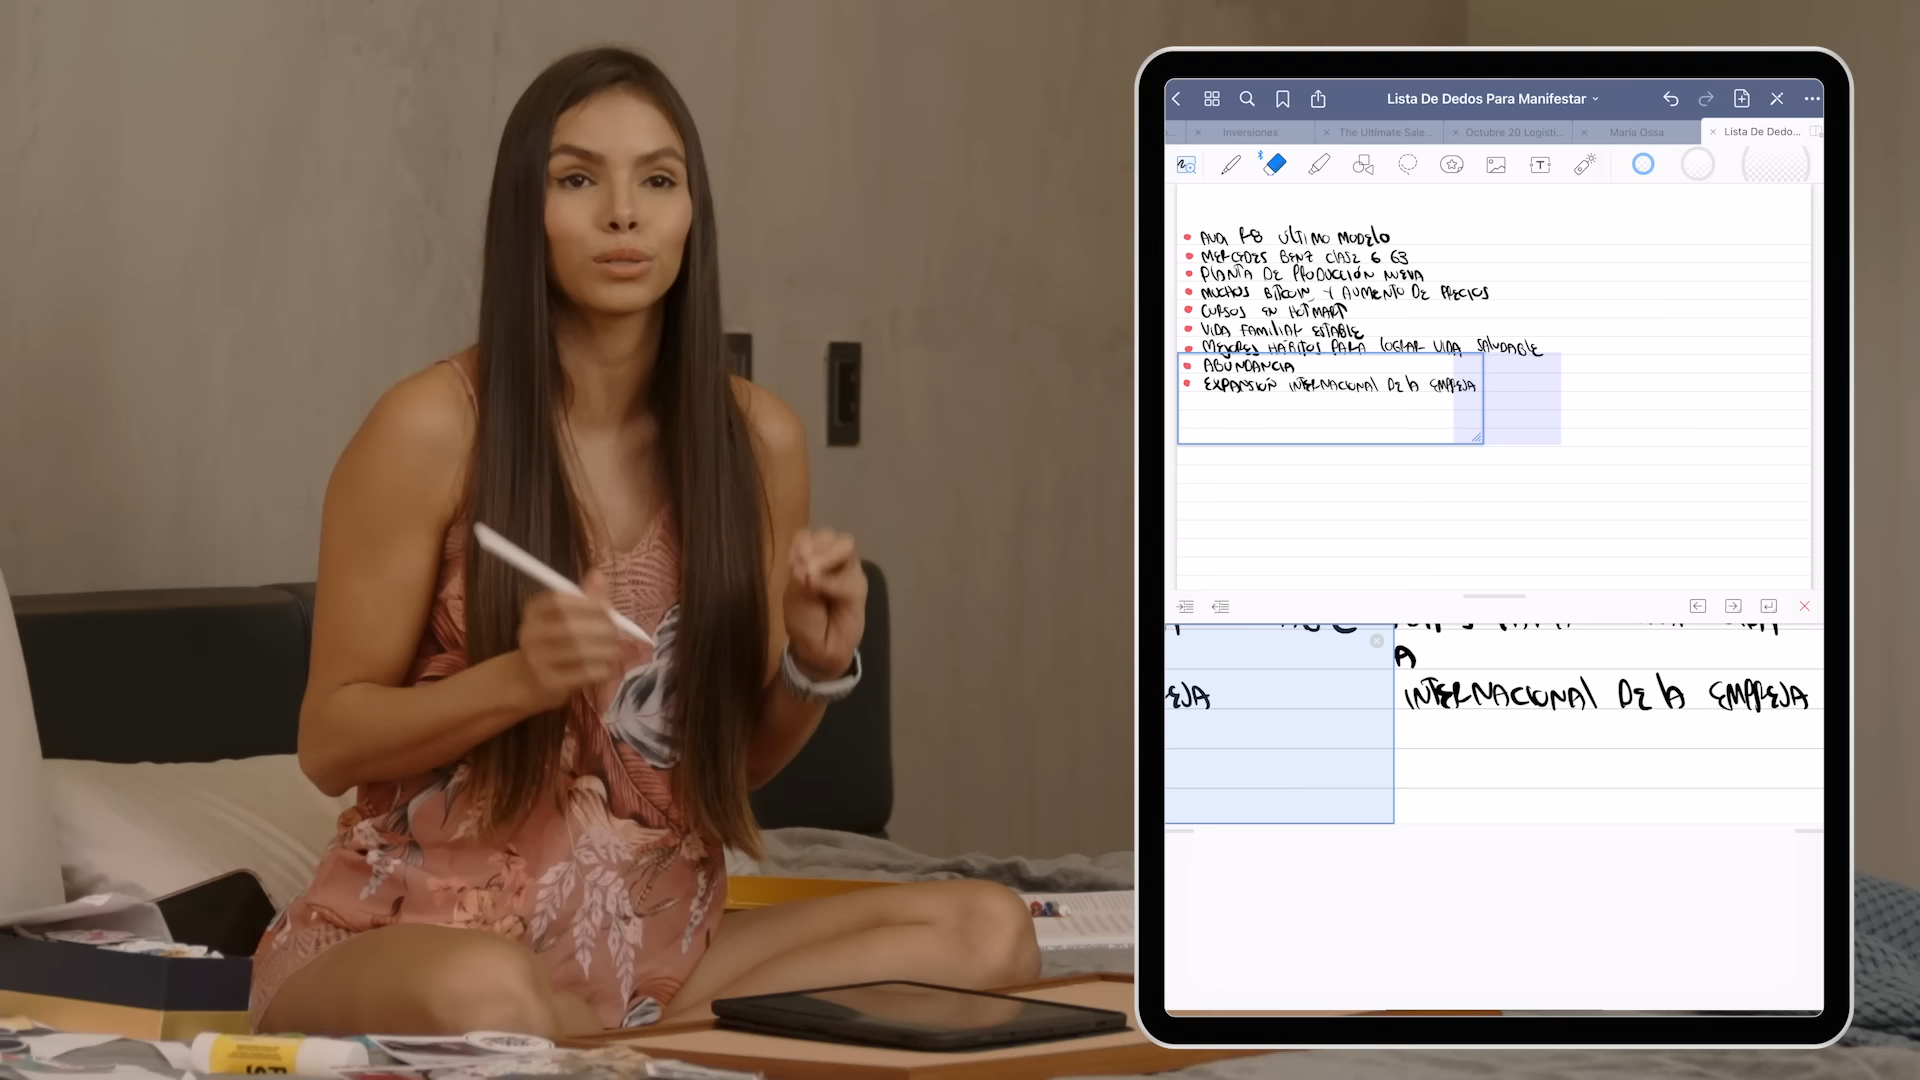 Lista De Dedos Para Manifestar
Inversiones
The Ultimate Sale...
Octubre 20 Logisti...
María Ossa
Lista De Dedo...
AUDI R8 ÚLTIMO MODELO
MERCEDES BENZ CLASE G 63
PLANTA DE PRODUCCIÓN NUEVA
MUCHOS BITCOIN Y AUMENTO DE PRECIOS
CURSOS EN HOTMART
VIDA FAMILIAR ESTABLE
MEJORES HÁBITOS PARA LOGRAR VIDA SALUDABLE
ABUNDANCIA
EXPANSIÓN INTERNACIONAL DE LA EMPRESA
A
ESA INTERNACIONAL DE LA EMPRESA